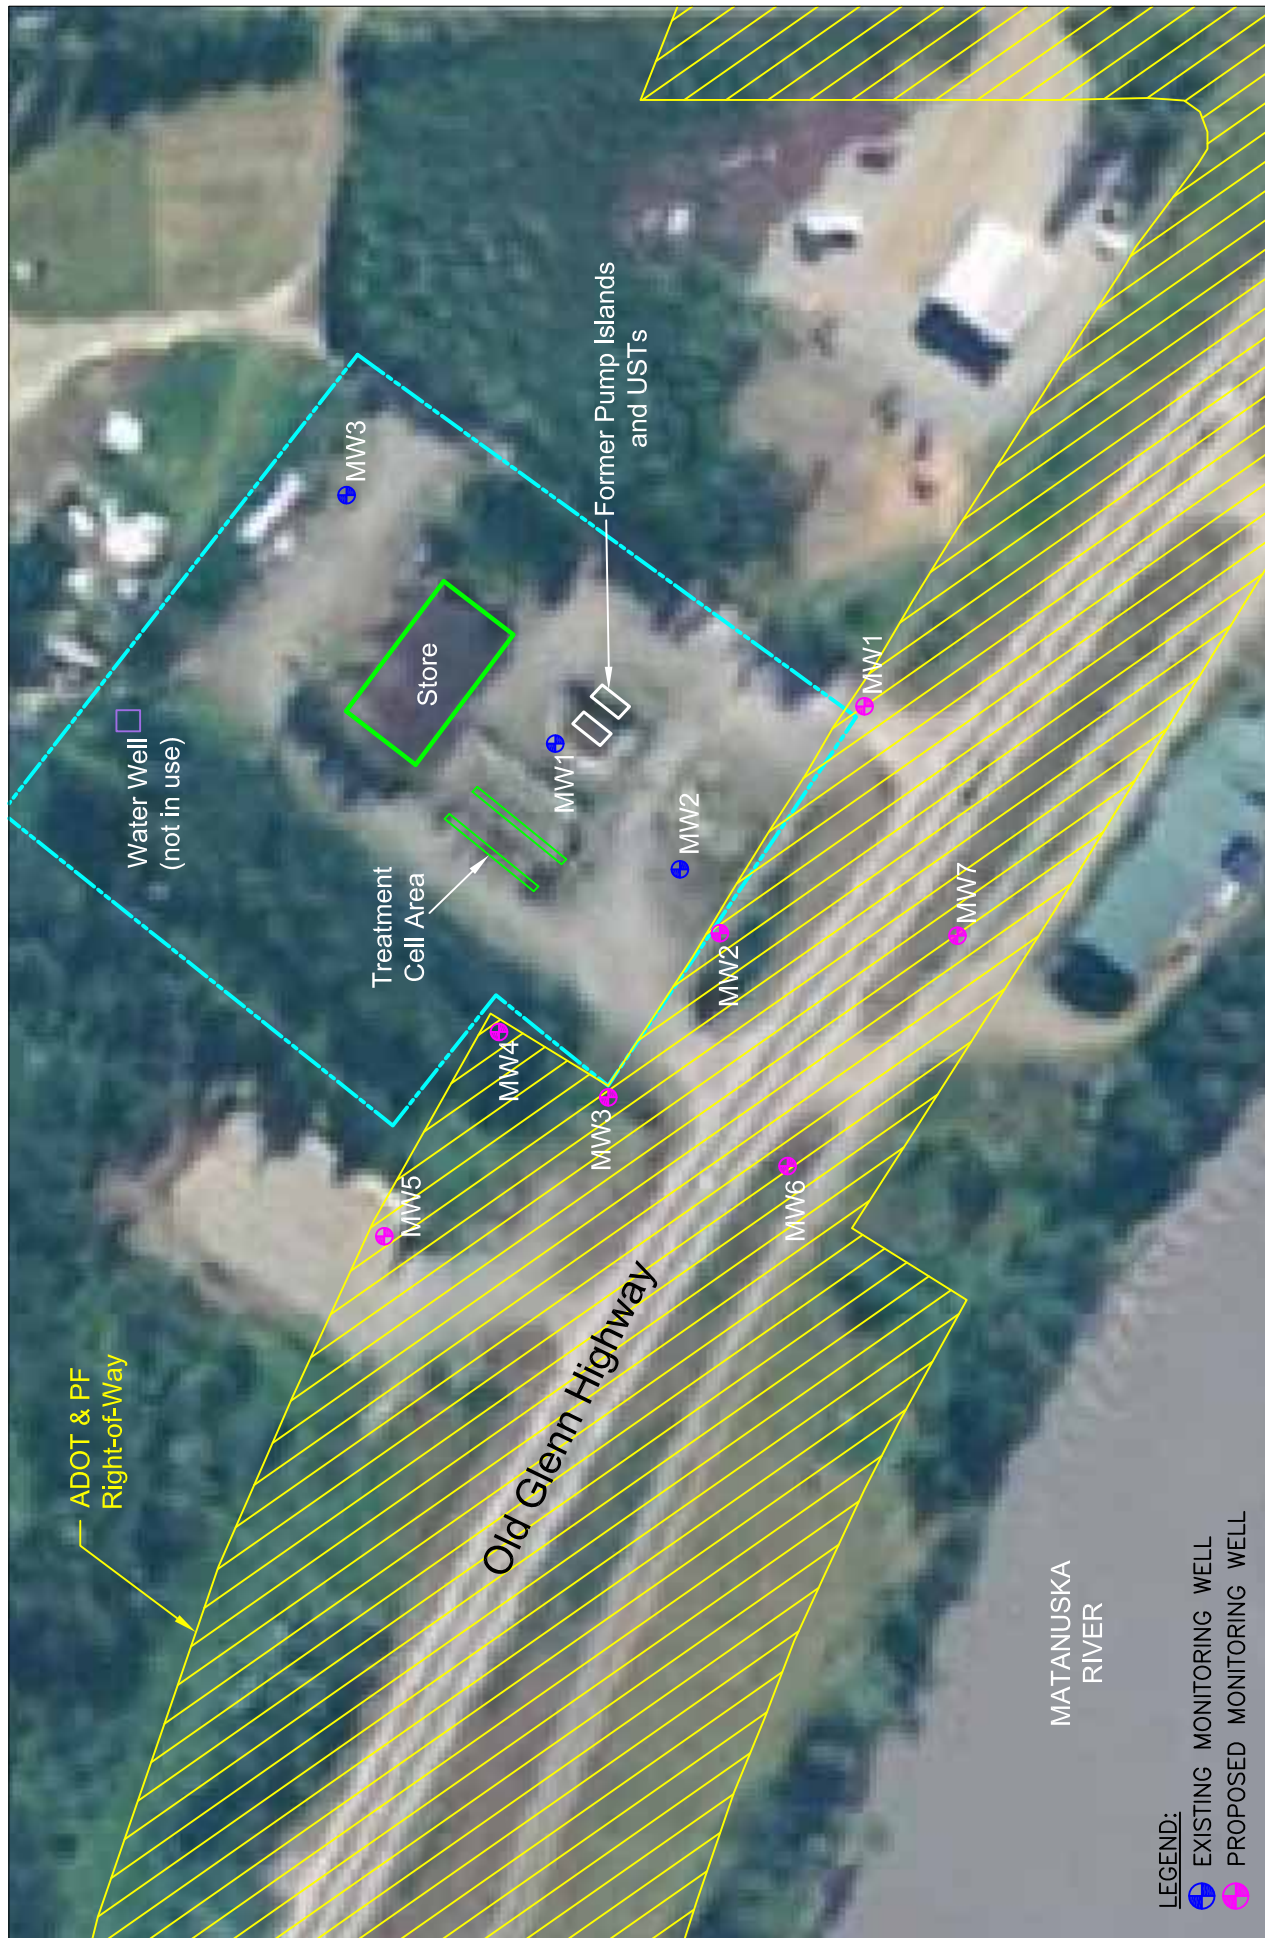 ADOT & PF
Right-of-Way
Water Well
(not in use)
MW3
Store
Former Pump Islands
and USTs
Treatment
Cell Area
MW1
MW2
MW1
MW2
MW3
MW4
MW5
MW6
MW7
Old Glenn Highway
MATANUSKA
RIVER
LEGEND:
EXISTING MONITORING WELL
PROPOSED MONITORING WELL